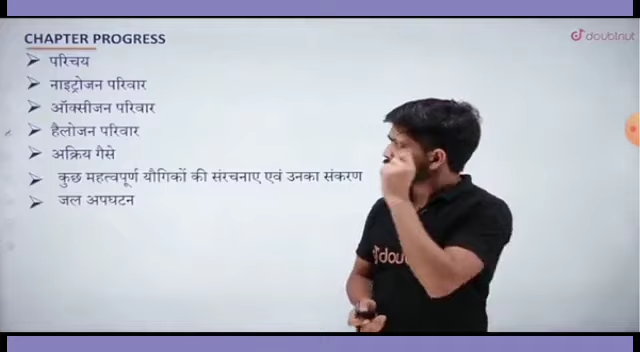 CHAPTER PROGRESS
doubtnut
परिचय
नाइट्रोजन परिवार
ऑक्सीजन परिवार
हैलोजन परिवार
अक्रिय गैसे
कुछ महत्वपूर्ण यौगिकों की संरचनाए एवं उनका संकरण
जल अपघटन